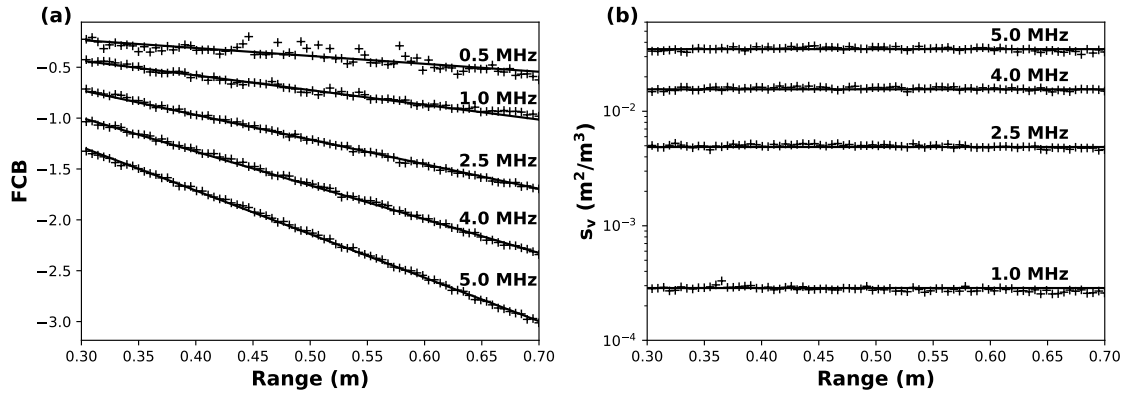 (a)
FCB
−0.5
−1.0
−1.5
−2.0
−2.5
−3.0
0.5 MHz
1.0 MHz
2.5 MHz
4.0 MHz
5.0 MHz
0.30 0.35 0.40 0.45 0.50 0.55 0.60 0.65 0.70
Range (m)
(b)
s_v (m²/m³)
10⁻²
10⁻³
10⁻⁴
5.0 MHz
4.0 MHz
2.5 MHz
1.0 MHz
0.30 0.35 0.40 0.45 0.50 0.55 0.60 0.65 0.70
Range (m)